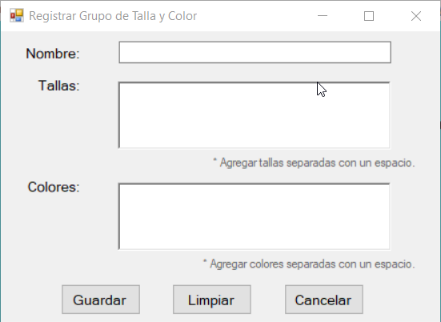 Registrar Grupo de Talla y Color
Nombre:
Tallas:
* Agregar tallas separadas con un espacio.
Colores:
* Agregar colores separadas con un espacio.
Guardar Limpiar Cancelar